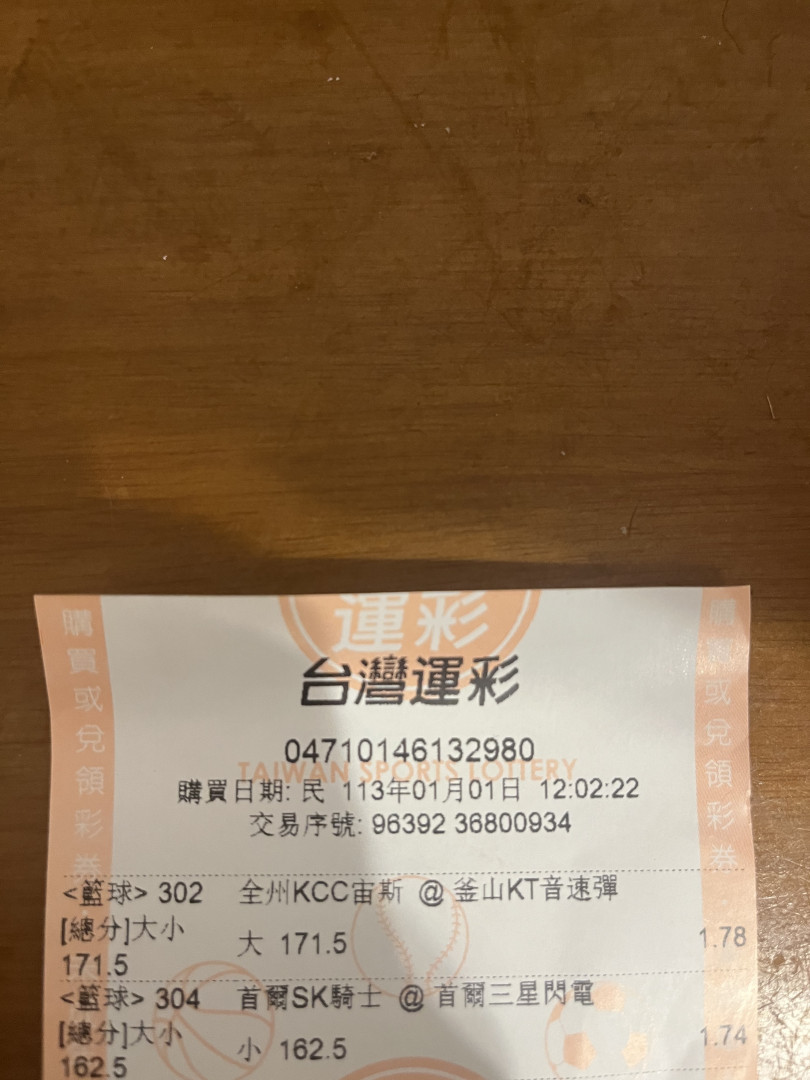 運彩
台灣運彩
04710146132980
TAIWAN SPORTS LOTTERY
購買日期: 民 113年01月01日 12:02:22
交易序號: 96392 36800934
購買或兌領彩券
購買或兌領彩券
<籃球> 302 全州KCC宙斯 @ 釜山KT音速彈
[總分]大小
171.5
大 171.5 1.78
<籃球> 304 首爾SK騎士 @ 首爾三星閃電
[總分]大小
162.5
小 162.5 1.74